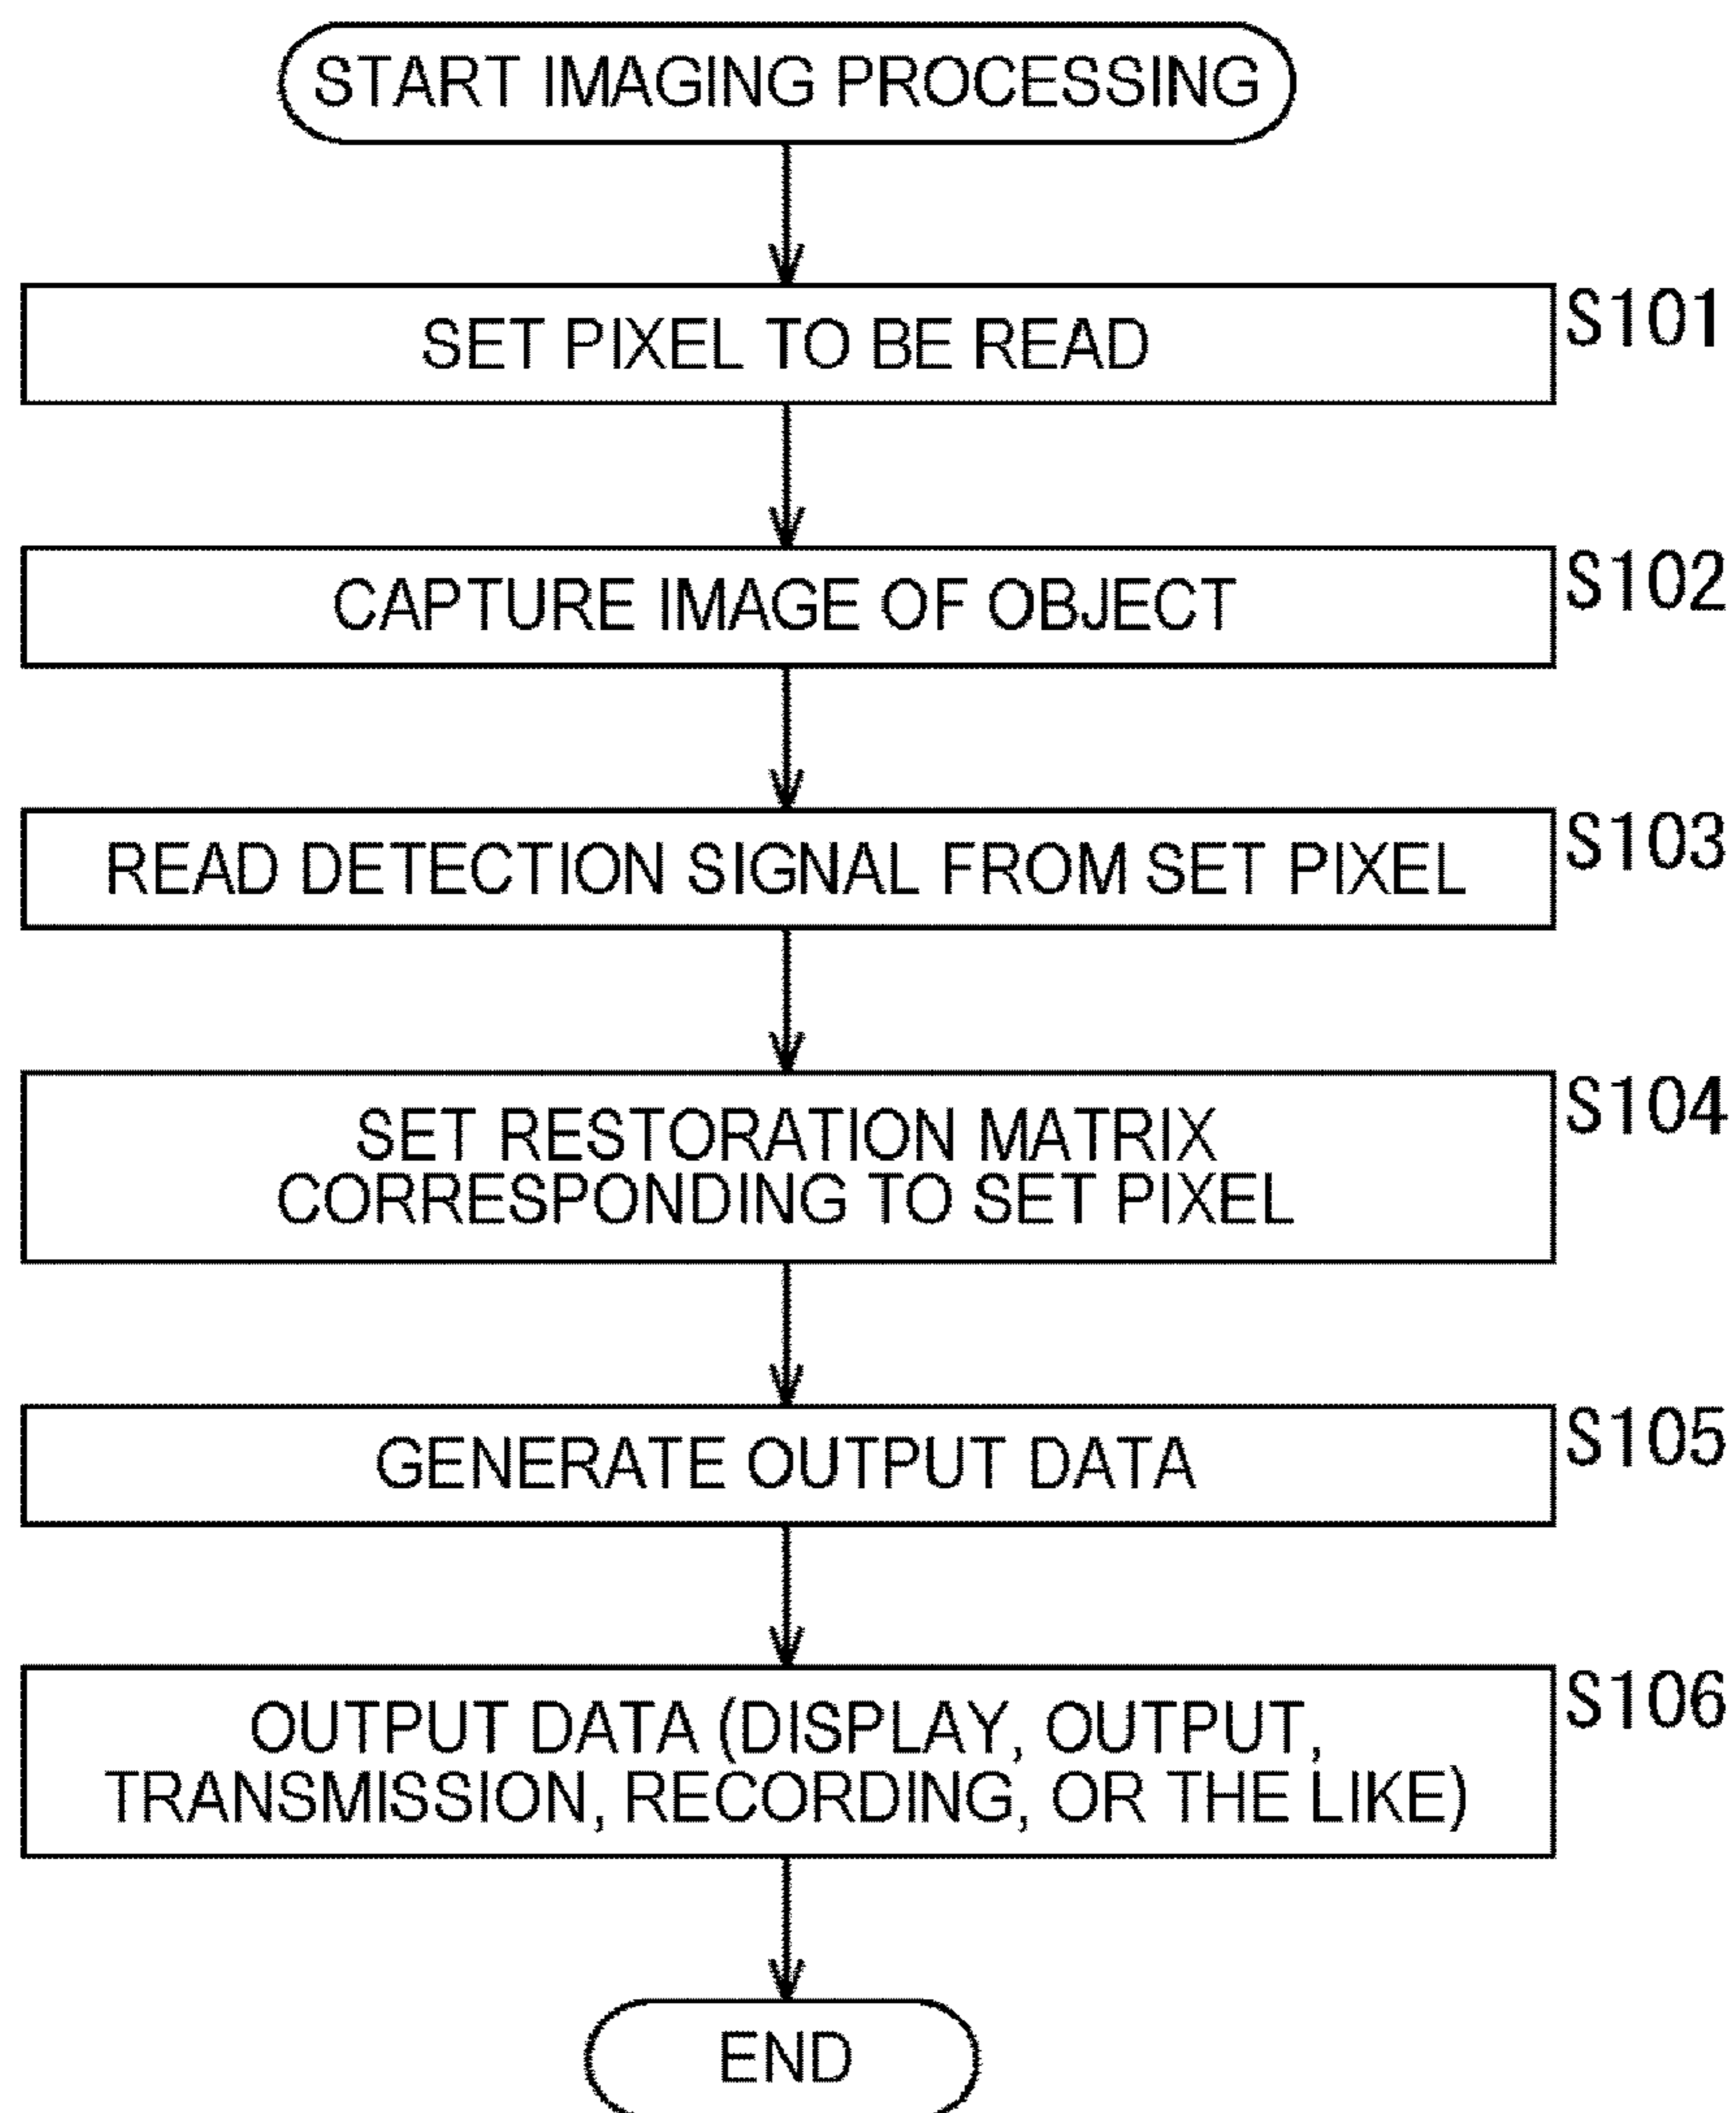 START IMAGING PROCESSING
SET PIXEL TO BE READ
S101
CAPTURE IMAGE OF OBJECT
S102
READ DETECTION SIGNAL FROM SET PIXEL
S103
SET RESTORATION MATRIX
CORRESPONDING TO SET PIXEL
S104
GENERATE OUTPUT DATA
S105
OUTPUT DATA (DISPLAY, OUTPUT,
TRANSMISSION, RECORDING, OR THE LIKE)
S106
END